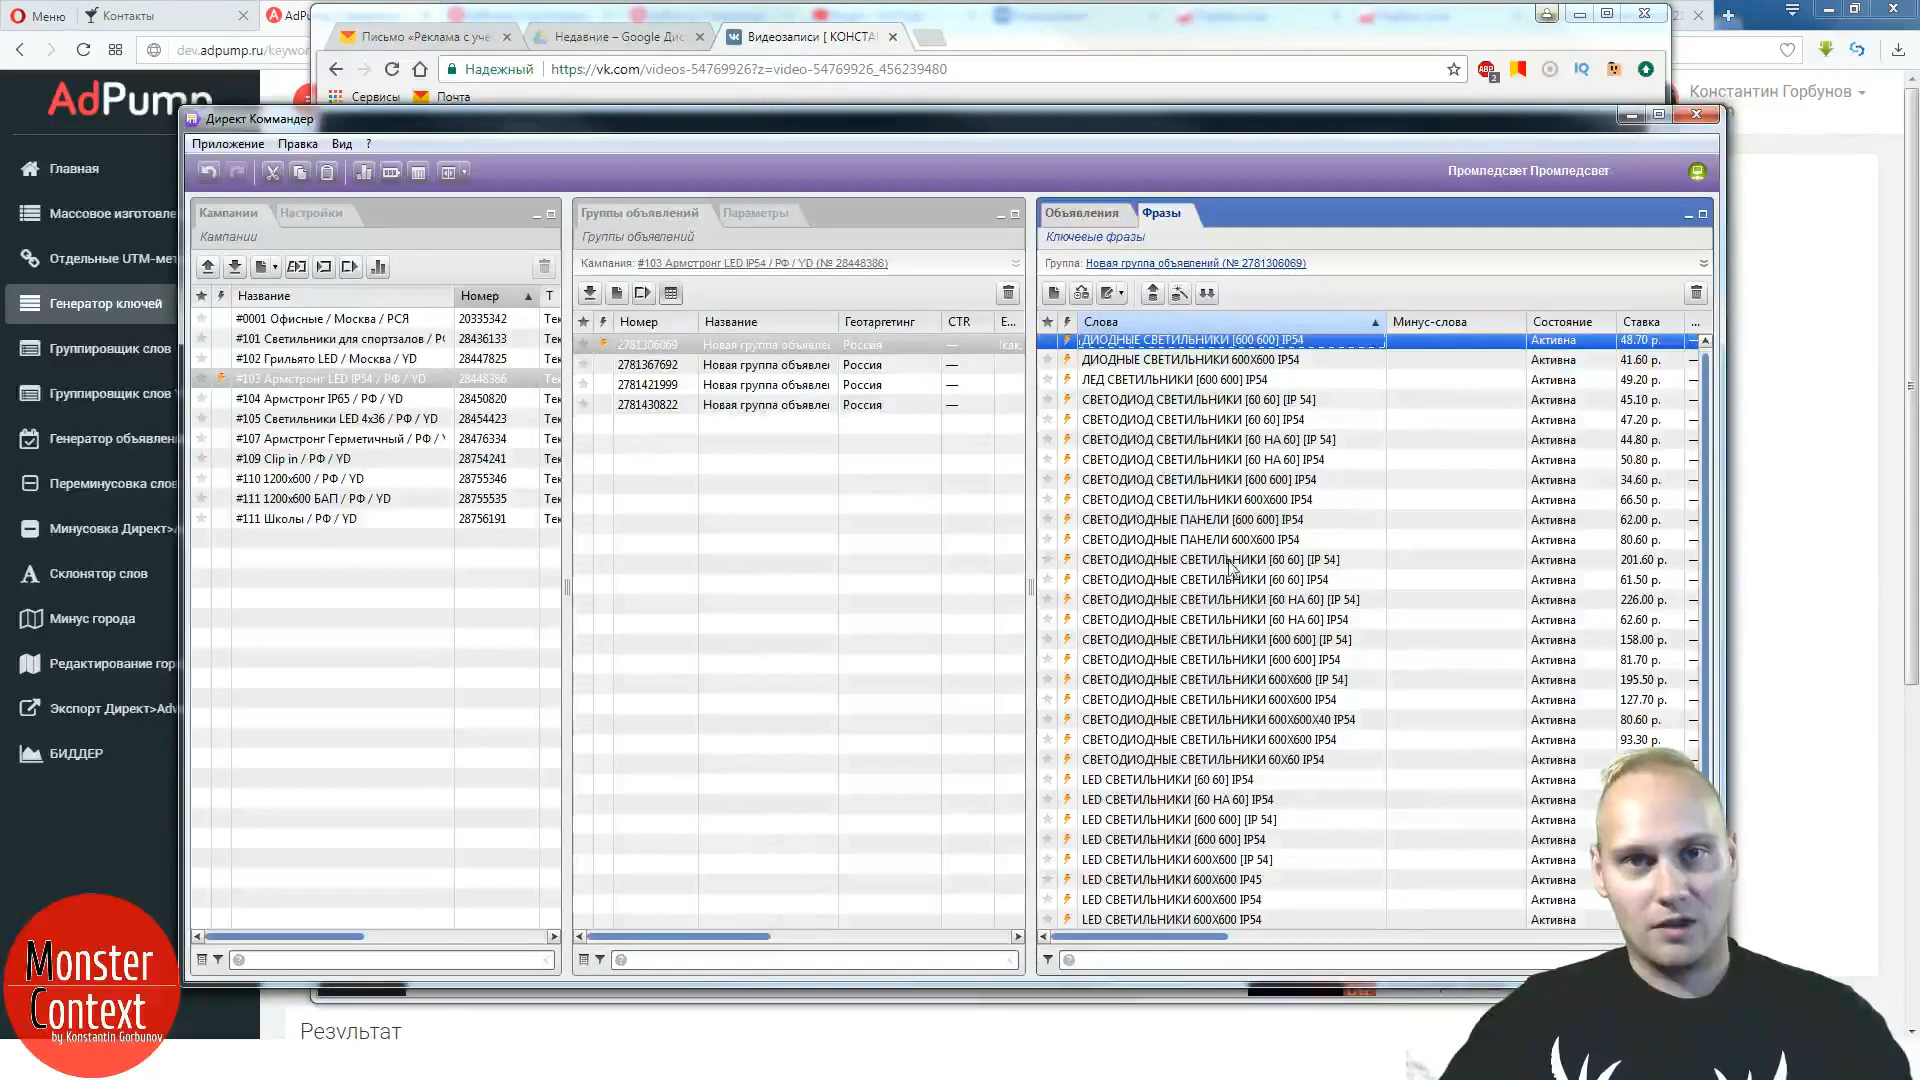 Меню
Контакты
dev.adpump.ru/keywor
Письмо «Реклама с уче
Недавние – Google Дис
Видеозаписи [ КОНСТА
Надежный
https://vk.com/videos-54769926?z=video-54769926_456239480
Сервисы
Почта
Константин Горбунов
AdPump
Главная
Массовое изготовле
Отдельные UTM-мет
Генератор ключей
Группировщик слов
Группировщик слов
Генератор объявлен
Переминусовка слов
Минусовка Директ>А
Склонятор слов
Минус города
Редактирование гор
Экспорт Директ>Adw
БИДДЕР
Директ Коммандер
Приложение Правка Вид ?
Промледсвет Промледсвет
Кампании Настройки
Кампании
Название Номер Т
#0001 Офисные / Москва / РСЯ 20335342 Тек
#101 Светильники для спортзалов / РФ 28436133 Тек
#102 Грильято LED / Москва / YD 28447825 Тек
#103 Армстронг LED IP54 / РФ / YD 28448386 Тек
#104 Армстронг IP65 / РФ / YD 28450820 Тек
#105 Светильники LED 4x36 / РФ / YD 28454423 Тек
#107 Армстронг Герметичный / РФ / Y 28476334 Тек
#109 Clip in / РФ / YD 28754241 Тек
#110 1200x600 / РФ / YD 28755346 Тек
#111 1200x600 БАП / РФ / YD 28755535 Тек
#111 Школы / РФ / YD 28756191 Тек
Группы объявлений Параметры
Группы объявлений
Кампания: #103 Армстронг LED IP54 / РФ / YD (№ 28448386)
Номер Название Геотаргетинг CTR Е...
2781306069 Новая группа объявлен Россия — !как,
2781367692 Новая группа объявлен Россия —
2781421999 Новая группа объявлен Россия —
2781430822 Новая группа объявлен Россия —
Объявления Фразы
Ключевые фразы
Группа: Новая группа объявлений (№ 2781306069)
Слова Минус-слова Состояние Ставка ...
ДИОДНЫЕ СВЕТИЛЬНИКИ [600 600] IP54 Активна 48.70 р. —
ДИОДНЫЕ СВЕТИЛЬНИКИ 600X600 IP54 Активна 41.60 р. —
ЛЕД СВЕТИЛЬНИКИ [600 600] IP54 Активна 49.20 р. —
СВЕТОДИОД СВЕТИЛЬНИКИ [60 60] [IP 54] Активна 45.10 р. —
СВЕТОДИОД СВЕТИЛЬНИКИ [60 60] IP54 Активна 47.20 р. —
СВЕТОДИОД СВЕТИЛЬНИКИ [60 НА 60] [IP 54] Активна 44.80 р. —
СВЕТОДИОД СВЕТИЛЬНИКИ [60 НА 60] IP54 Активна 50.80 р. —
СВЕТОДИОД СВЕТИЛЬНИКИ [600 600] IP54 Активна 34.60 р. —
СВЕТОДИОД СВЕТИЛЬНИКИ 600X600 IP54 Активна 66.50 р. —
СВЕТОДИОДНЫЕ ПАНЕЛИ [600 600] IP54 Активна 62.00 р. —
СВЕТОДИОДНЫЕ ПАНЕЛИ 600X600 IP54 Активна 80.60 р. —
СВЕТОДИОДНЫЕ СВЕТИЛЬНИКИ [60 60] [IP 54] Активна 201.60 р. —
СВЕТОДИОДНЫЕ СВЕТИЛЬНИКИ [60 60] IP54 Активна 61.50 р. —
СВЕТОДИОДНЫЕ СВЕТИЛЬНИКИ [60 НА 60] [IP 54] Активна 226.00 р. —
СВЕТОДИОДНЫЕ СВЕТИЛЬНИКИ [60 НА 60] IP54 Активна 62.60 р. —
СВЕТОДИОДНЫЕ СВЕТИЛЬНИКИ [600 600] [IP 54] Активна 158.00 р. —
СВЕТОДИОДНЫЕ СВЕТИЛЬНИКИ [600 600] IP54 Активна 81.70 р. —
СВЕТОДИОДНЫЕ СВЕТИЛЬНИКИ 600X600 [IP 54] Активна 195.50 р. —
СВЕТОДИОДНЫЕ СВЕТИЛЬНИКИ 600X600 IP54 Активна 127.70 р. —
СВЕТОДИОДНЫЕ СВЕТИЛЬНИКИ 600X600X40 IP54 Активна 80.60 р. —
СВЕТОДИОДНЫЕ СВЕТИЛЬНИКИ 600Х600 IP54 Активна 93.30 р. —
СВЕТОДИОДНЫЕ СВЕТИЛЬНИКИ 60X60 IP54 Активна
LED СВЕТИЛЬНИКИ [60 60] IP54 Активна
LED СВЕТИЛЬНИКИ [60 НА 60] IP54 Активна
LED СВЕТИЛЬНИКИ [600 600] [IP 54] Активна
LED СВЕТИЛЬНИКИ [600 600] IP54 Активна
LED СВЕТИЛЬНИКИ 600X600 [IP 54] Активна
LED СВЕТИЛЬНИКИ 600X600 IP45 Активна
LED СВЕТИЛЬНИКИ 600X600 IP54 Активна
LED СВЕТИЛЬНИКИ 600X600 IP54 Активна
Monster
Context
by Konstantin Gorbunov
Результат